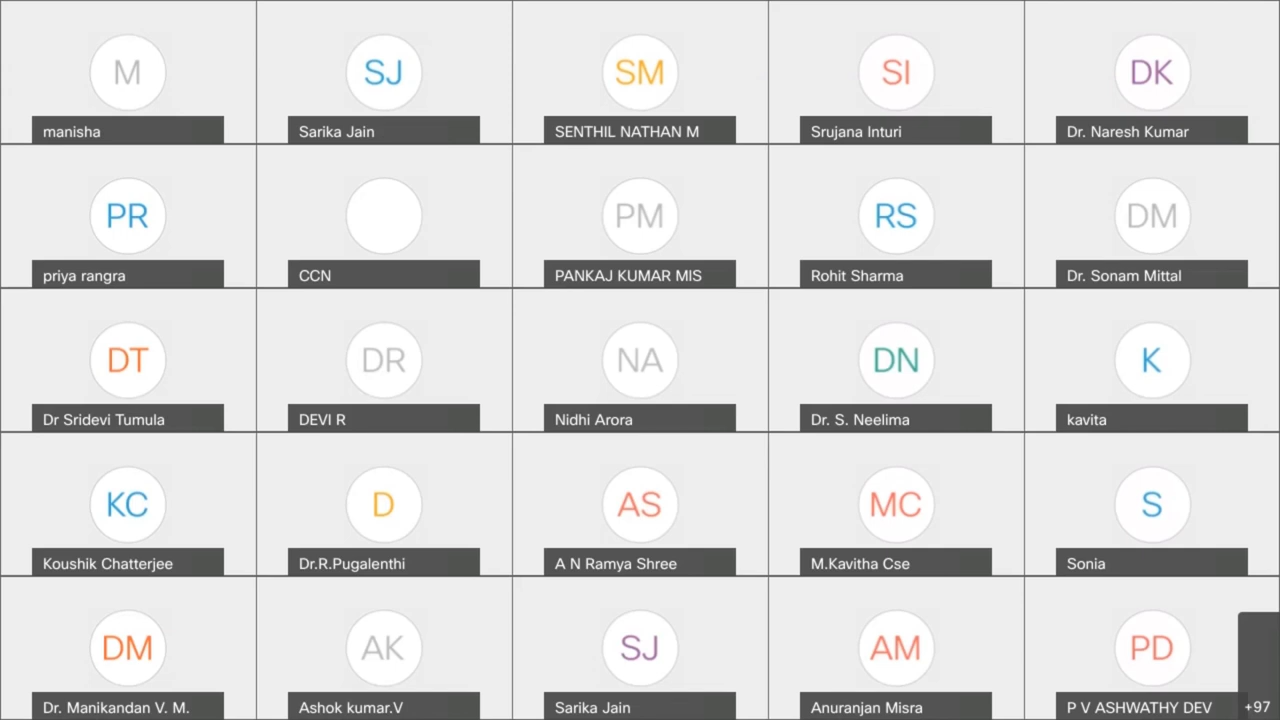 M
SJ
SM
SI
DK
manisha
Sarika Jain
SENTHIL NATHAN M
Srujana Inturi
Dr. Naresh Kumar
PR
PM
RS
DM
priya rangra
CCN
PANKAJ KUMAR MIS
Rohit Sharma
Dr. Sonam Mittal
DT
DR
NA
DN
K
Dr Sridevi Tumula
DEVI R
Nidhi Arora
Dr. S. Neelima
kavita
KC
D
AS
MC
S
Koushik Chatterjee
Dr.R.Pugalenthi
A N Ramya Shree
M.Kavitha Cse
Sonia
DM
AK
SJ
AM
PD
Dr. Manikandan V. M.
Ashok kumar.V
Sarika Jain
Anuranjan Misra
P V ASHWATHY DEV
+97